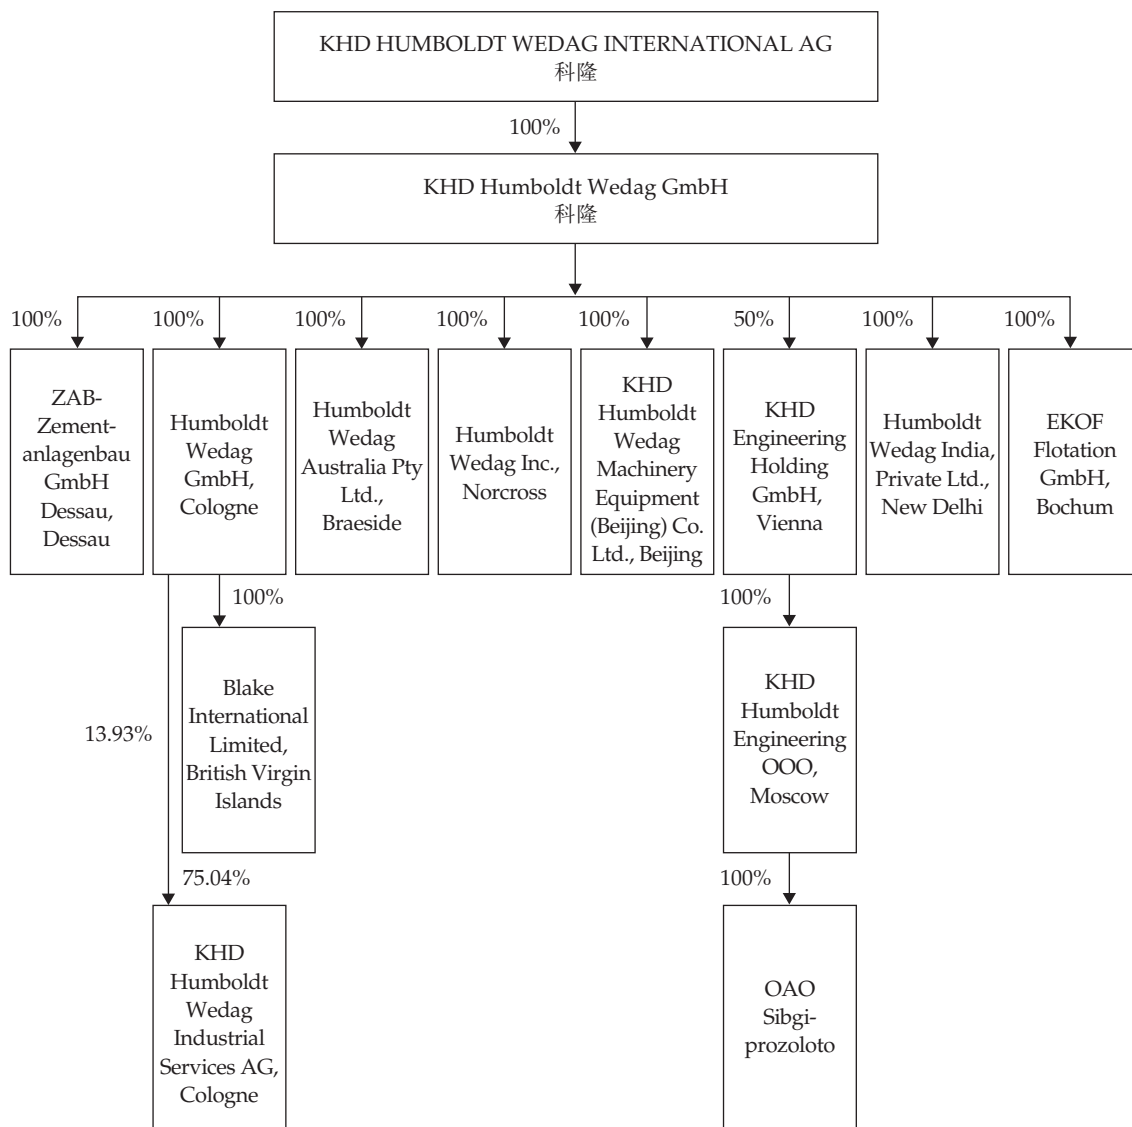 KHD HUMBOLDT WEDAG INTERNATIONAL AG
科隆
100%
KHD Humboldt Wedag GmbH
科隆
100%
100%
100%
100%
100%
50%
100%
100%
ZAB-
Zement-
anlagenbau
GmbH
Dessau,
Dessau
Humboldt
Wedag
GmbH,
Cologne
Humboldt
Wedag
Australia Pty
Ltd.,
Braeside
Humboldt
Wedag Inc.,
Norcross
KHD
Humboldt
Wedag
Machinery
Equipment
(Beijing) Co.
Ltd., Beijing
KHD
Engineering
Holding
GmbH,
Vienna
Humboldt
Wedag India,
Private Ltd.,
New Delhi
EKOF
Flotation
GmbH,
Bochum
100%
100%
Blake
International
Limited,
British Virgin
Islands
KHD
Humboldt
Engineering
OOO,
Moscow
13.93%
75.04%
100%
KHD
Humboldt
Wedag
Industrial
Services AG,
Cologne
OAO
Sibgi-
prozoloto